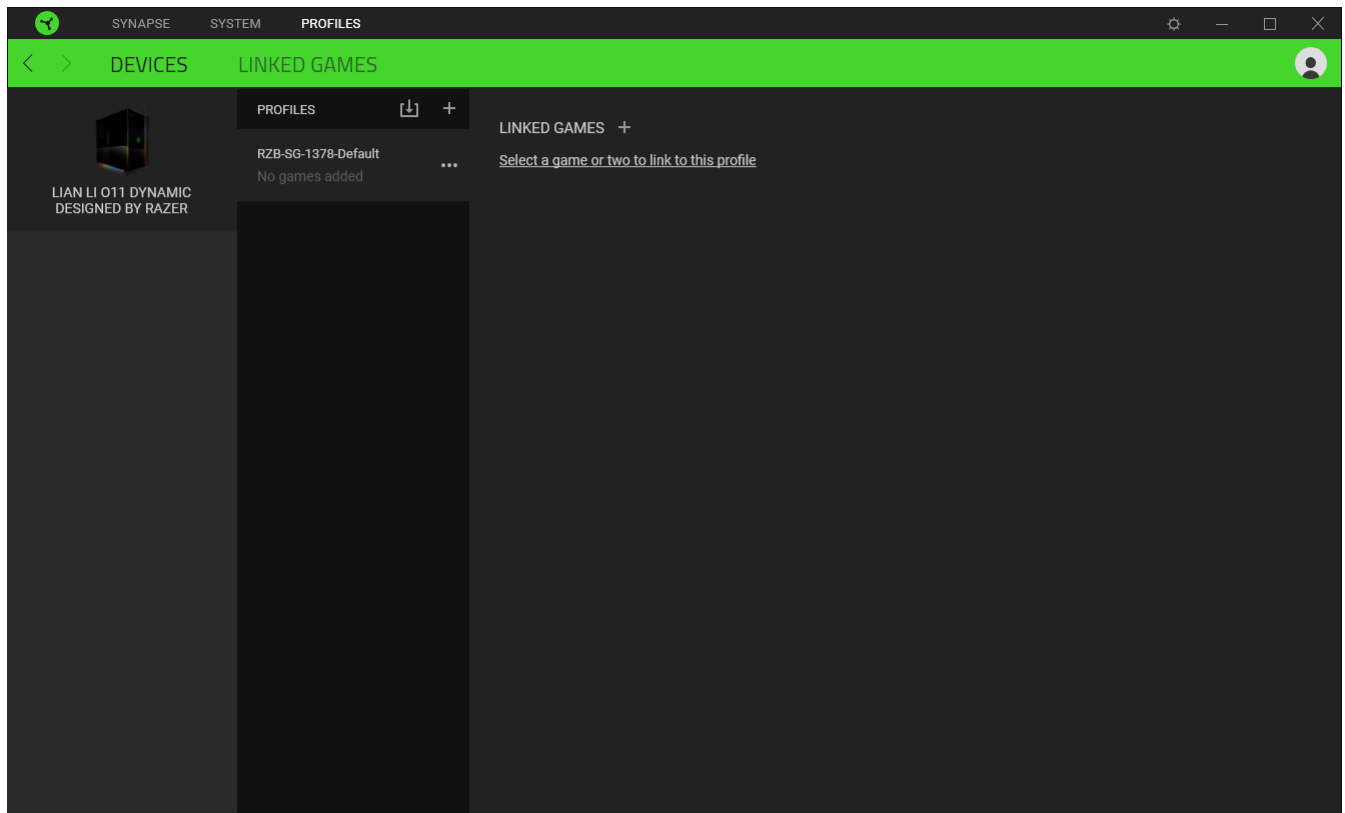 SYNAPSE SYSTEM PROFILES
DEVICES LINKED GAMES
LIAN LI O11 DYNAMIC
DESIGNED BY RAZER
PROFILES
RZB-SG-1378-Default
No games added
LINKED GAMES
Select a game or two to link to this profile